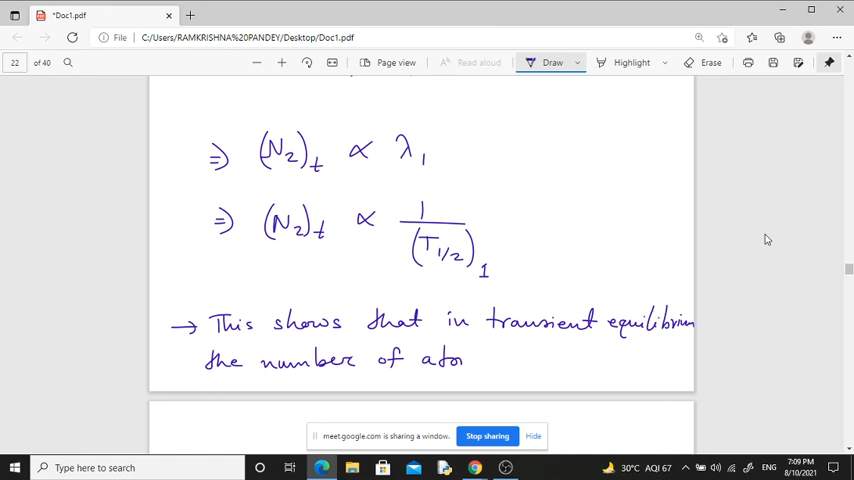 *Doc1.pdf
File
C:/Users/RAMKRISHNA%20PANDEY/Desktop/Doc1.pdf
22 of 40
Page view
Read aloud
Draw
Highlight
Erase
⇒ (N₂)t ∝ λ₁
⇒ (N₂)t ∝ 1/(T1/2)₁
→ This shows that in transient equilibrium
the number of ato
meet.google.com is sharing a window.
Stop sharing
Hide
Type here to search
30°C AQI 67
ENG
7:09 PM
8/10/2021